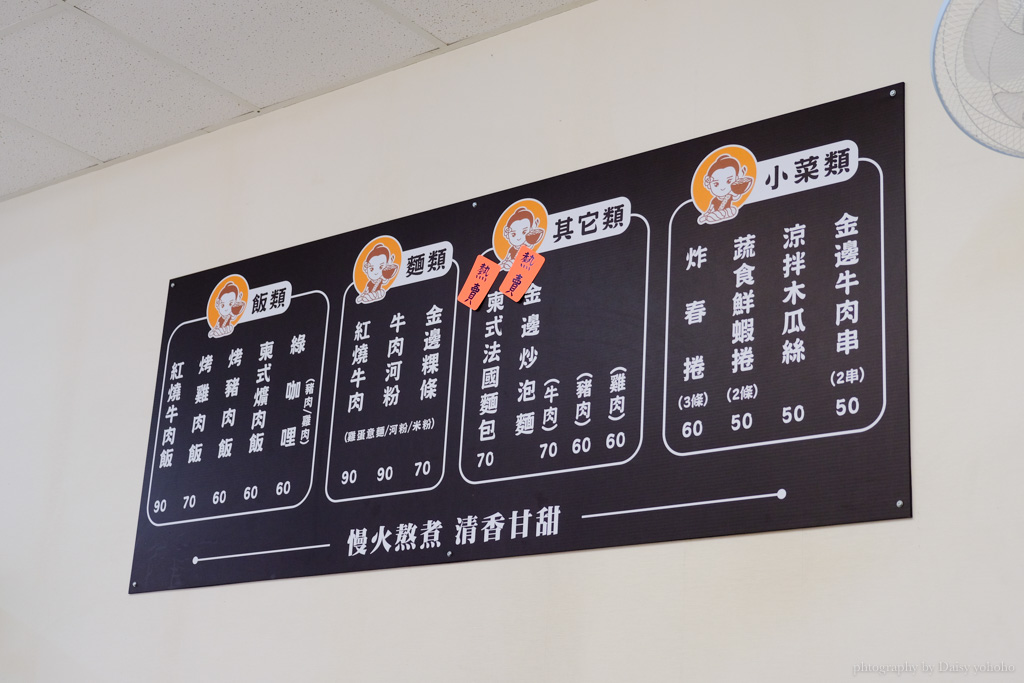 飯類
紅燒牛肉飯 90
烤雞肉飯 70
烤豬肉飯 60
柬式爌肉飯 60
綠咖哩 (豬肉/雞肉) 60
麵類
紅燒牛肉 90
牛肉河粉 90
金邊粿條 70
(雞蛋意麵/河粉/米粉)
其它類
熱賣
柬式法國麵包 70
熱賣
金邊炒泡麵
(牛肉) 70
(豬肉) 60
(雞肉) 60
小菜類
炸春捲 (3條) 60
蔬食鮮蝦捲 (2條) 50
涼拌木瓜絲 50
金邊牛肉串 (2串) 50
慢火熬煮 清香甘甜
photography by Daisy yohoho